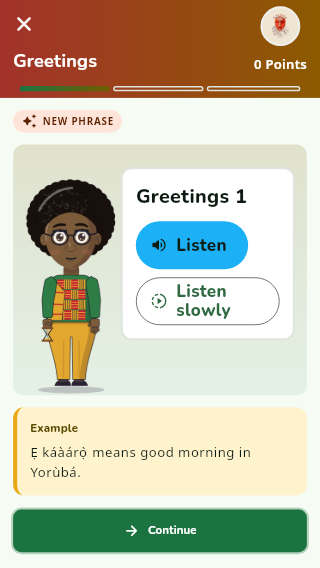 Greetings
0 Points
NEW PHRASE
Greetings 1
Listen
Listen
slowly
Example
Ẹ káàárọ̀ means good morning in
Yorùbá.
Continue